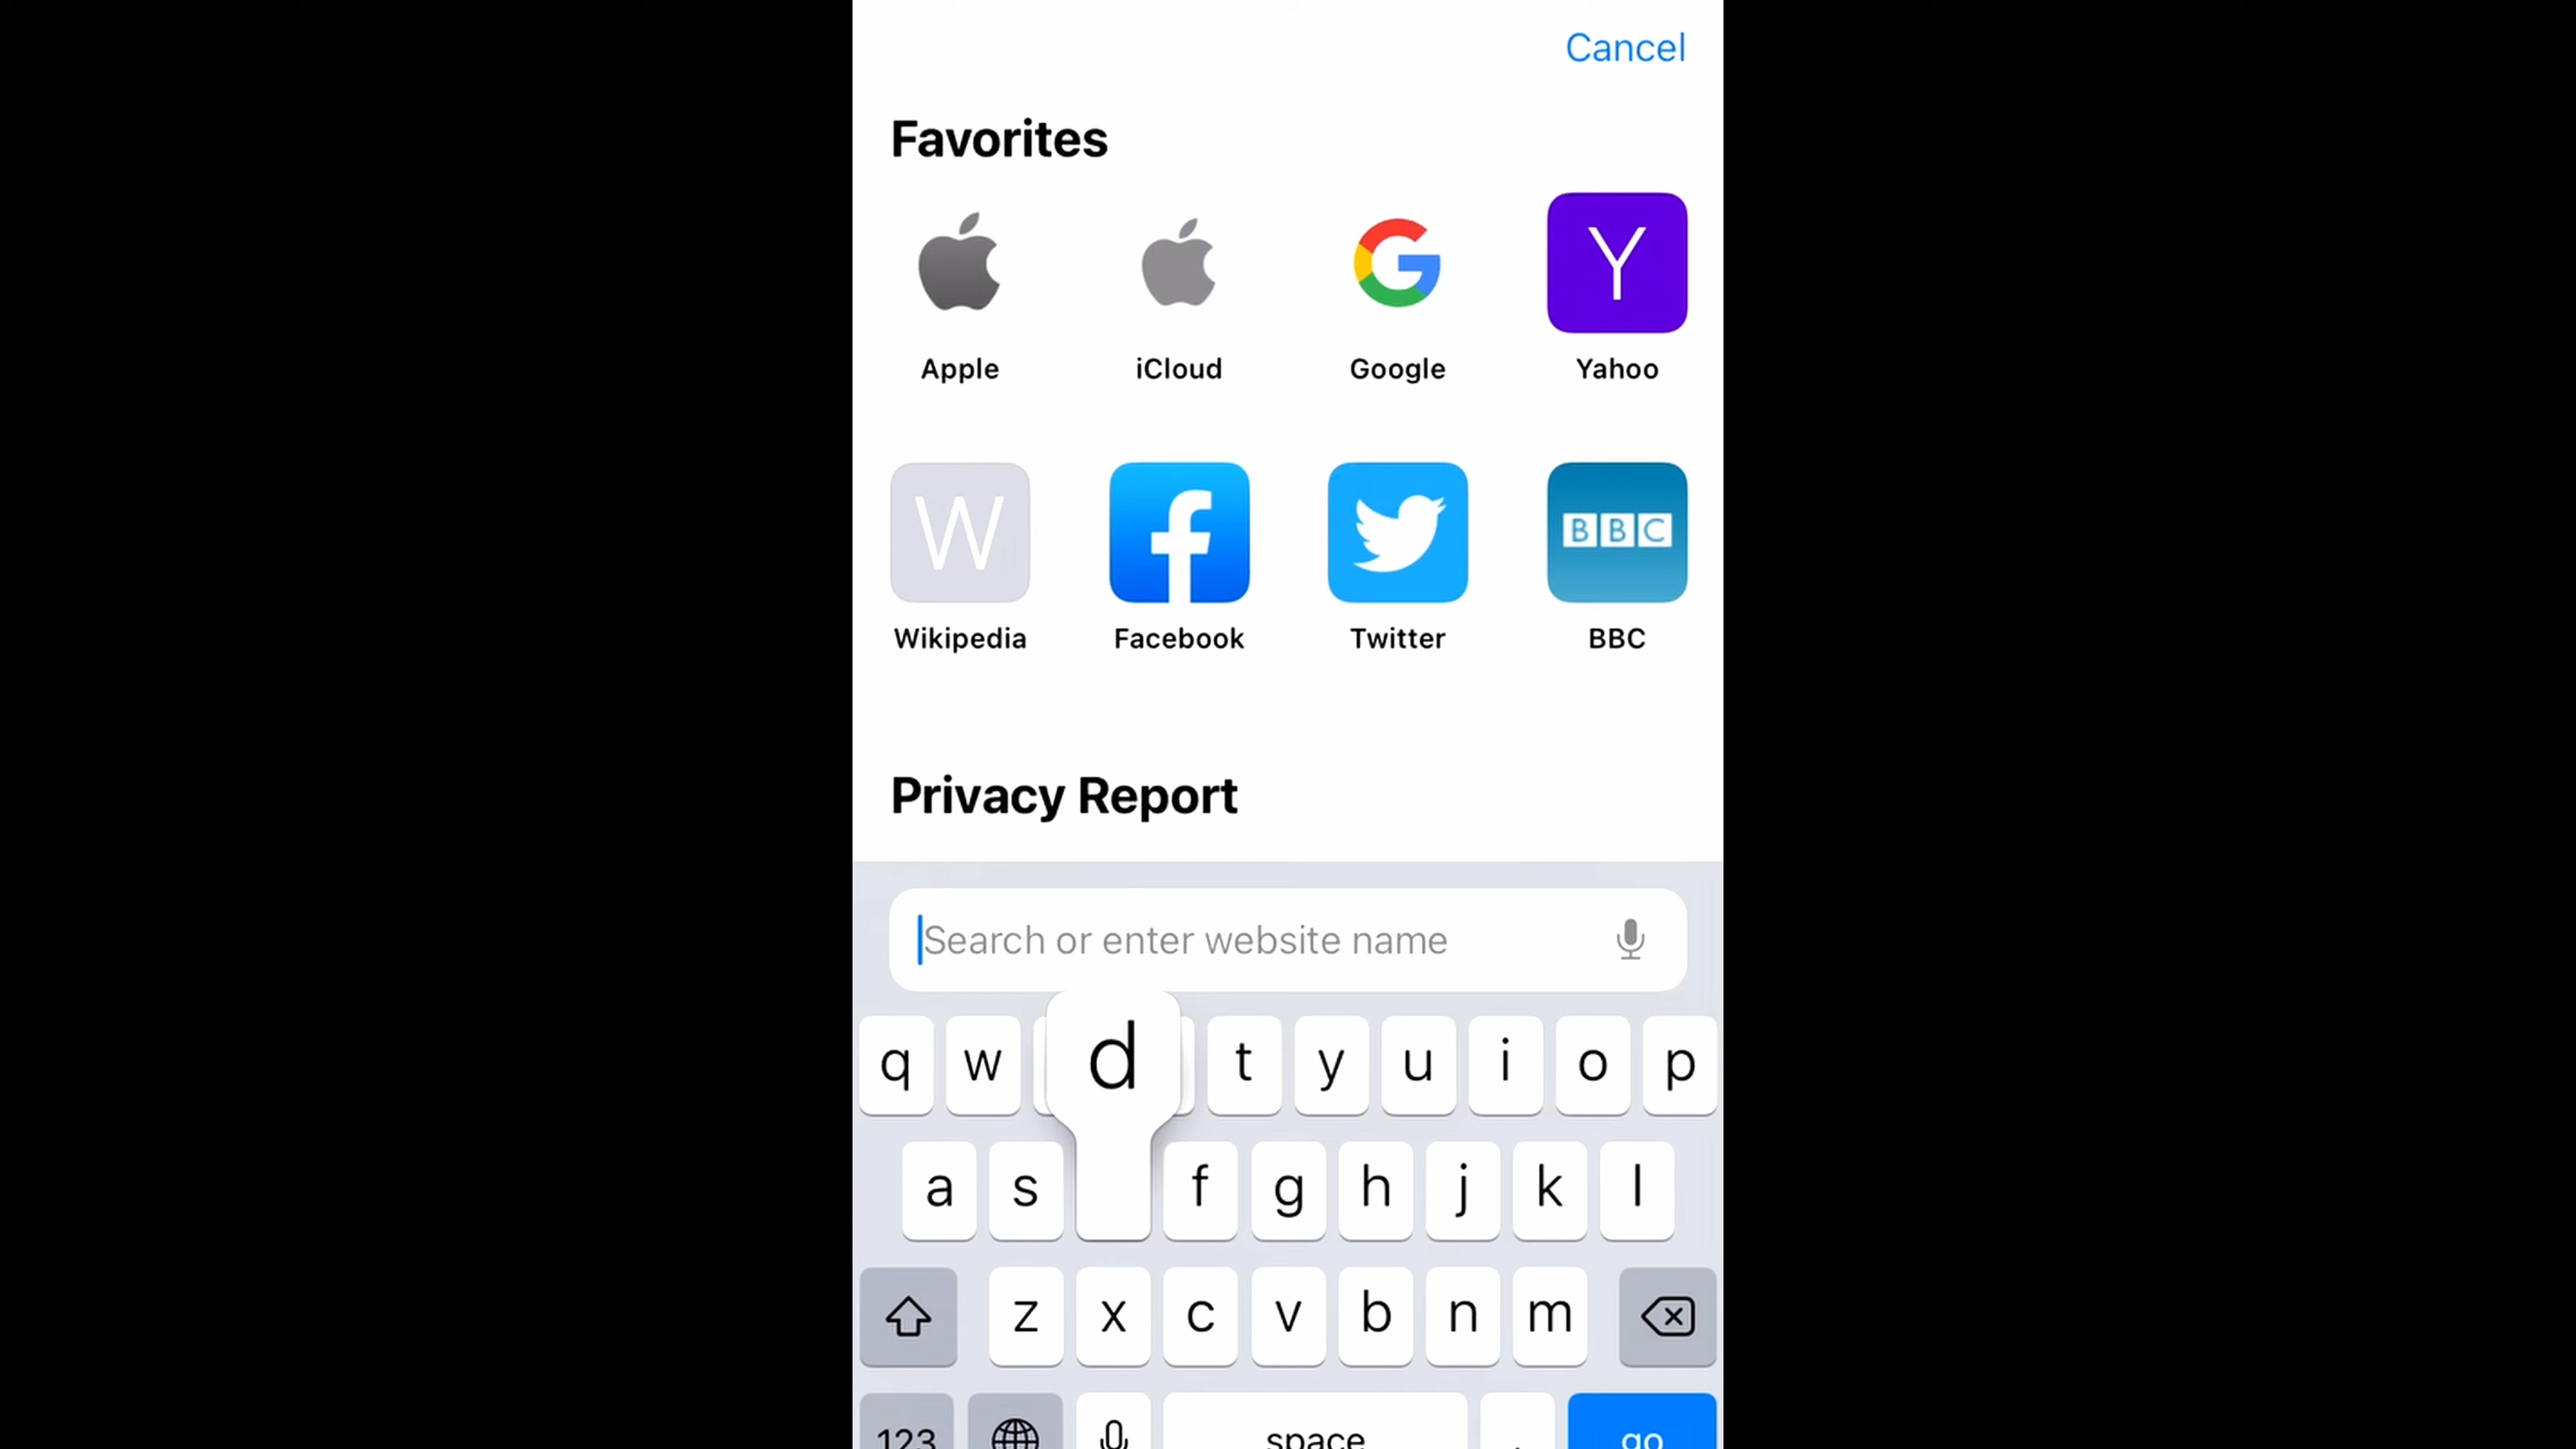 Cancel
Favorites
Apple iCloud Google Yahoo
W f BBC
Wikipedia Facebook Twitter BBC
Privacy Report
Search or enter website name
q w d t y u i o p
a s f g h j k l
z x c v b n m
123 space . go